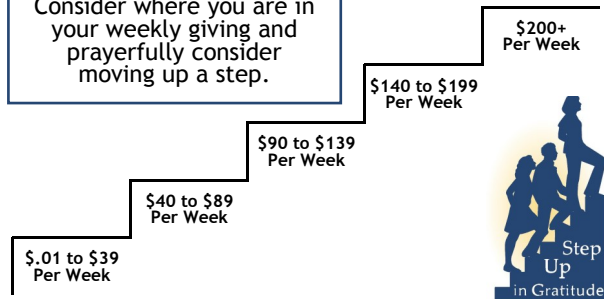 Consider where you are in
your weekly giving and
prayerfully consider
moving up a step.
$200+
Per Week
$140 to $199
Per Week
$90 to $139
Per Week
$40 to $89
Per Week
$.01 to $39
Per Week
Step
Up
in Gratitude